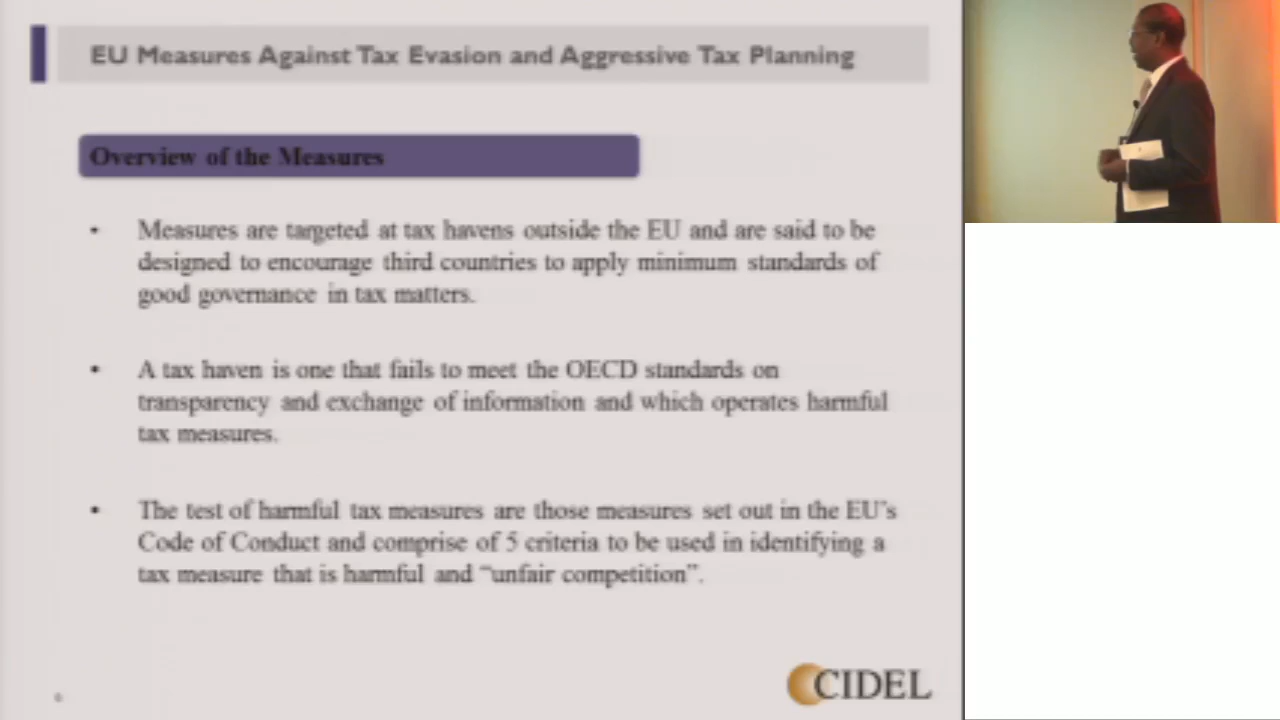 EU Measures Against Tax Evasion and Aggressive Tax Planning
Overview of the Measures
• Measures are targeted at tax havens outside the EU and are said to be
designed to encourage third countries to apply minimum standards of
good governance in tax matters.
• A tax haven is one that fails to meet the OECD standards on
transparency and exchange of information and which operates harmful
tax measures.
• The test of harmful tax measures are those measures set out in the EU’s
Code of Conduct and comprise of 5 criteria to be used in identifying a
tax measure that is harmful and “unfair competition”.
CIDEL